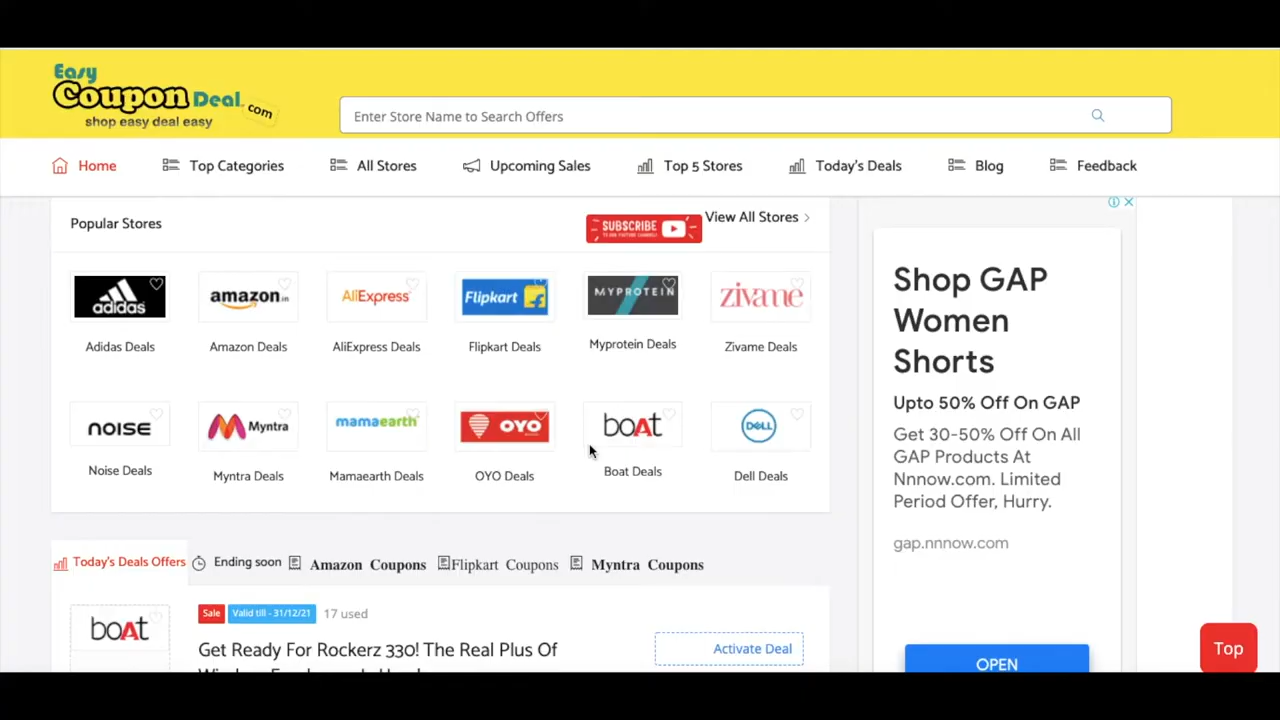 Easy
Coupon Deal.com
shop easy deal easy
Enter Store Name to Search Offers
Home
Top Categories
All Stores
Upcoming Sales
Top 5 Stores
Today's Deals
Blog
Feedback
Popular Stores
SUBSCRIBE
TO OUR YOUTUBE CHANNEL
View All Stores
adidas
amazon.in
AliExpress
Flipkart
MYPROTEIN
zivame
Adidas Deals
Amazon Deals
AliExpress Deals
Flipkart Deals
Myprotein Deals
Zivame Deals
NOISE
Myntra
mamaearth
OYO
boAt
DELL
Noise Deals
Myntra Deals
Mamaearth Deals
OYO Deals
Boat Deals
Dell Deals
Today's Deals Offers
Ending soon
Amazon Coupons
Flipkart Coupons
Myntra Coupons
boAt
Sale
Valid till - 31/12/21
17 used
Get Ready For Rockerz 330! The Real Plus Of
Activate Deal
Shop GAP
Women
Shorts
Upto 50% Off On GAP
Get 30-50% Off On All
GAP Products At
Nnnow.com. Limited
Period Offer, Hurry.
gap.nnnow.com
OPEN
Top